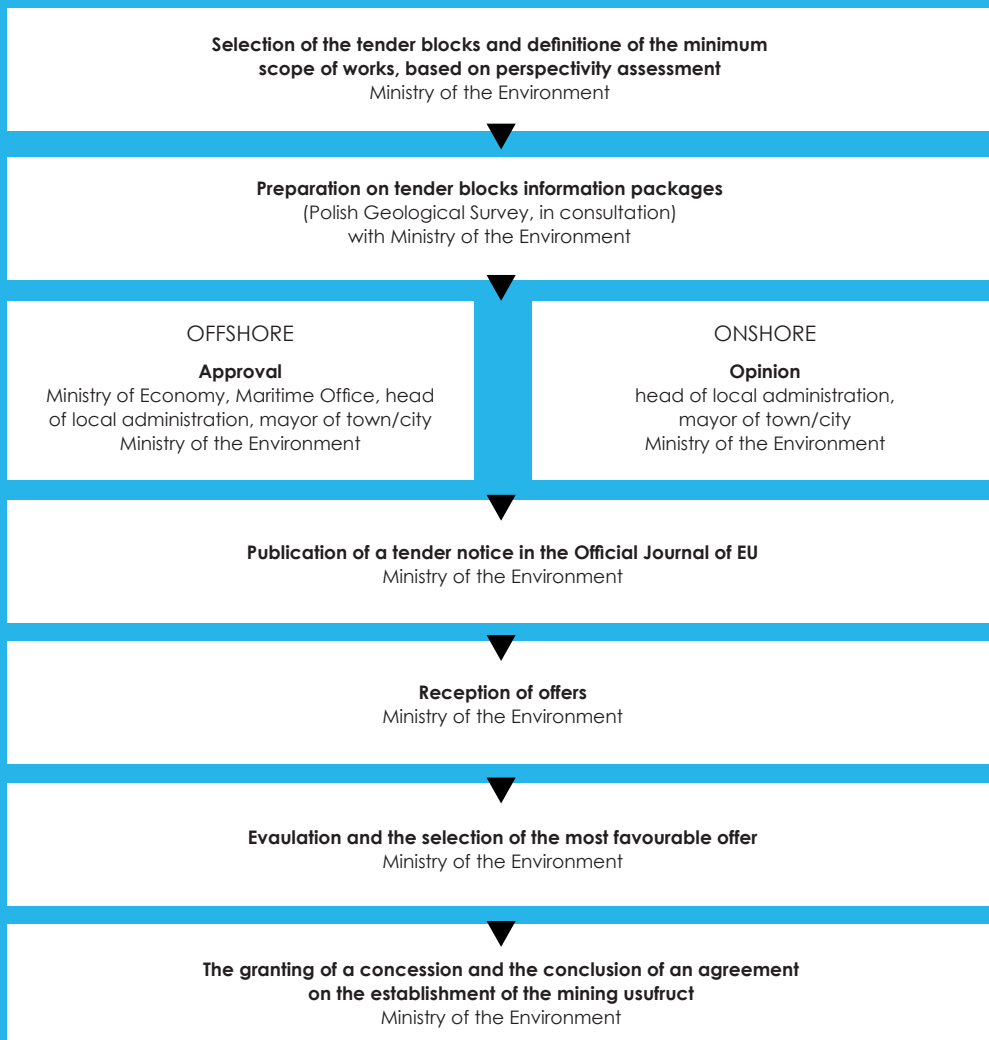 Selection of the tender blocks and definitione of the minimum
scope of works, based on perspectivity assessment
Ministry of the Environment
Preparation on tender blocks information packages
(Polish Geological Survey, in consultation)
with Ministry of the Environment
OFFSHORE
Approval
Ministry of Economy, Maritime Office, head
of local administration, mayor of town/city
Ministry of the Environment
ONSHORE
Opinion
head of local administration,
mayor of town/city
Ministry of the Environment
Publication of a tender notice in the Official Journal of EU
Ministry of the Environment
Reception of offers
Ministry of the Environment
Evaulation and the selection of the most favourable offer
Ministry of the Environment
The granting of a concession and the conclusion of an agreement
on the establishment of the mining usufruct
Ministry of the Environment